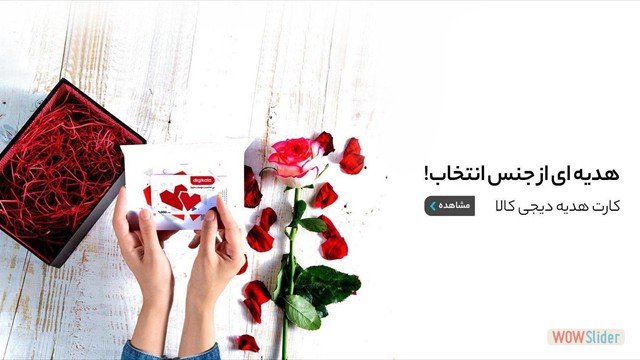 هدیه ای از جنس انتخاب!
کارت هدیه دیجی کالا
مشاهده
digikala
WOWSlider